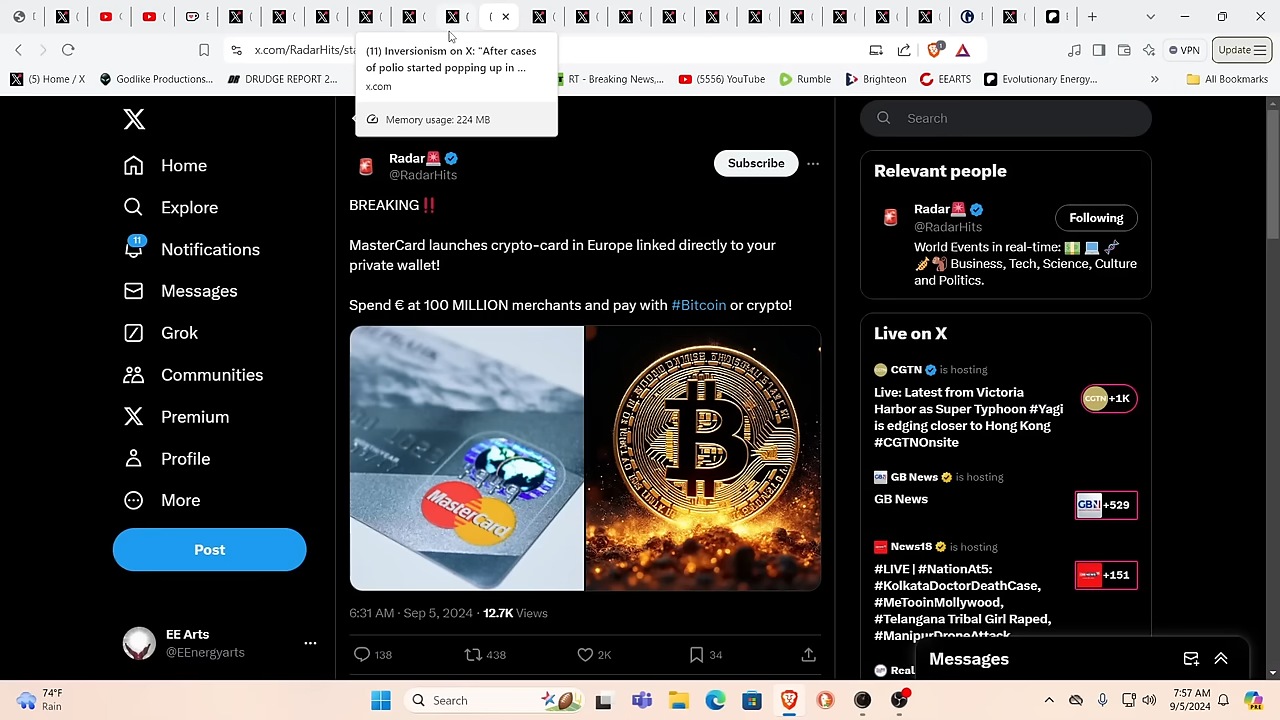 x.com/RadarHits/sta
VPN
Update
(5) Home / X
Godlike Productions...
DRUDGE REPORT 2...
RT - Breaking News,...
(5556) YouTube
Rumble
Brighteon
EEARTS
Evolutionary Energy...
All Bookmarks
(11) Inversionism on X: "After cases
of polio started popping up in ...
x.com
Memory usage: 224 MB
Home
Explore
11
Notifications
Messages
Grok
Communities
Premium
Profile
More
Post
EE Arts
@EEnergyarts
Radar
@RadarHits
Subscribe
BREAKING‼️
MasterCard launches crypto-card in Europe linked directly to your
private wallet!
Spend € at 100 MILLION merchants and pay with #Bitcoin or crypto!
MasterCard
6:31 AM · Sep 5, 2024 · 12.7K Views
138
438
2K
34
Search
Relevant people
Radar
@RadarHits
Following
World Events in real-time:
Business, Tech, Science, Culture
and Politics.
Live on X
CGTN is hosting
Live: Latest from Victoria
Harbor as Super Typhoon #Yagi
is edging closer to Hong Kong
#CGTNOnsite
CGTN +1K
GB News is hosting
GB News
GBN +529
News18 is hosting
#LIVE | #NationAt5:
#KolkataDoctorDeathCase,
#MeTooinMollywood,
#Telangana Tribal Girl Raped,
#ManipurDroneAttack
+151
Messages
74°F
Rain
Search
7:57 AM
9/5/2024
PRE